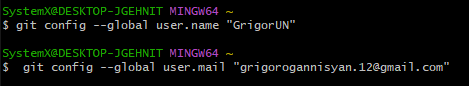 SystemX@DESKTOP-JGEHNIT MINGW64 ~
$ git config --global user.name "GrigorUN"
SystemX@DESKTOP-JGEHNIT MINGW64 ~
$  git config --global user.mail "grigorogannisyan.12@gmail.com"